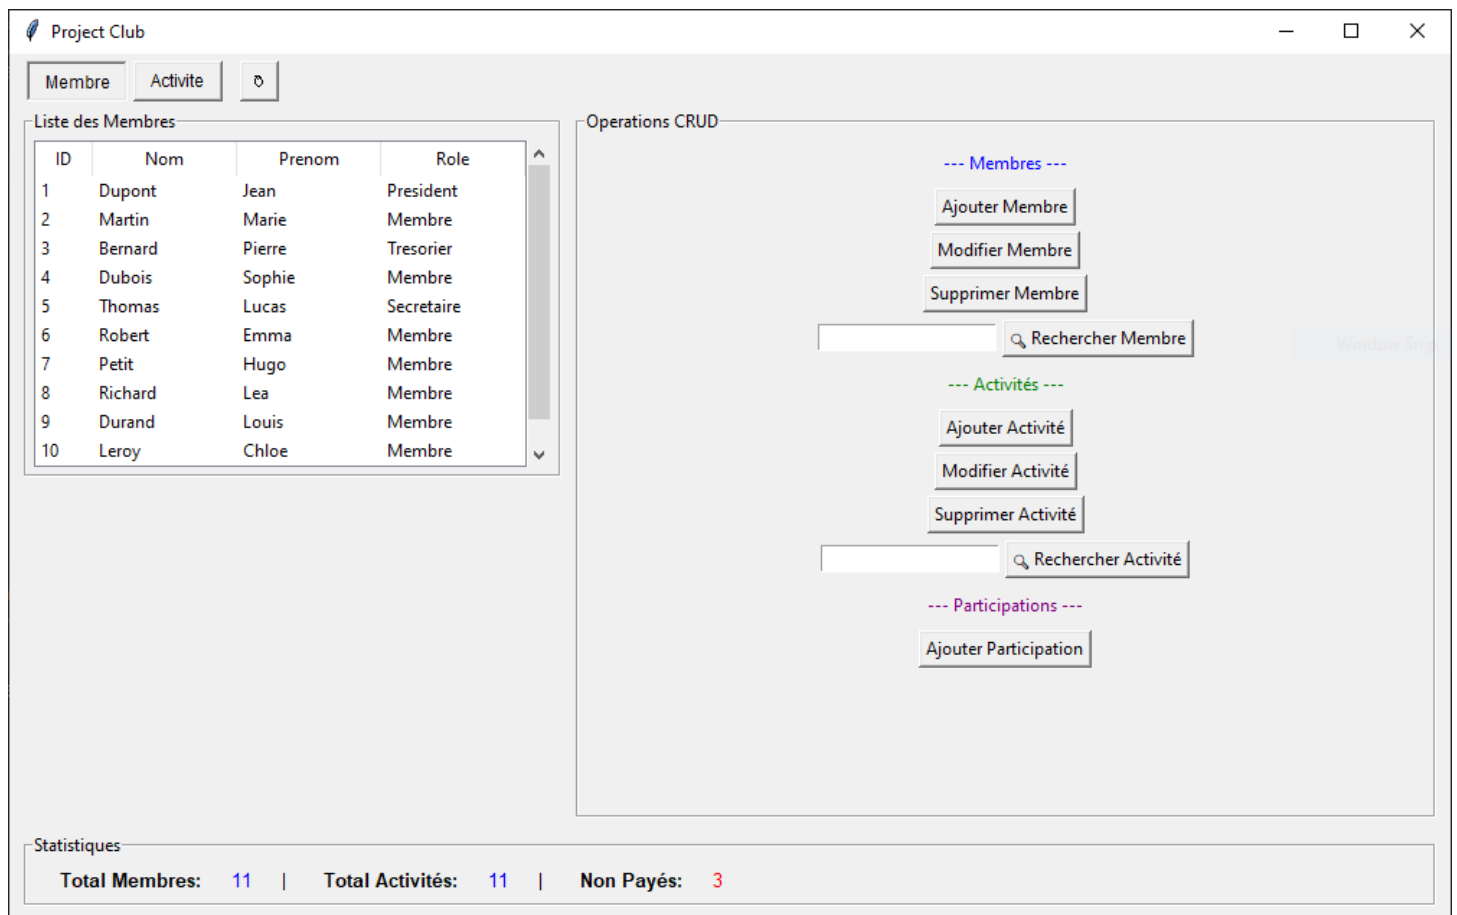 Project Club
Membre Activite
Liste des Membres
ID Nom Prenom Role
1 Dupont Jean President
2 Martin Marie Membre
3 Bernard Pierre Tresorier
4 Dubois Sophie Membre
5 Thomas Lucas Secretaire
6 Robert Emma Membre
7 Petit Hugo Membre
8 Richard Lea Membre
9 Durand Louis Membre
10 Leroy Chloe Membre
Operations CRUD
--- Membres ---
Ajouter Membre
Modifier Membre
Supprimer Membre
Rechercher Membre
Window Snip
--- Activités ---
Ajouter Activité
Modifier Activité
Supprimer Activité
Rechercher Activité
--- Participations ---
Ajouter Participation
Statistiques
Total Membres: 11 | Total Activités: 11 | Non Payés: 3